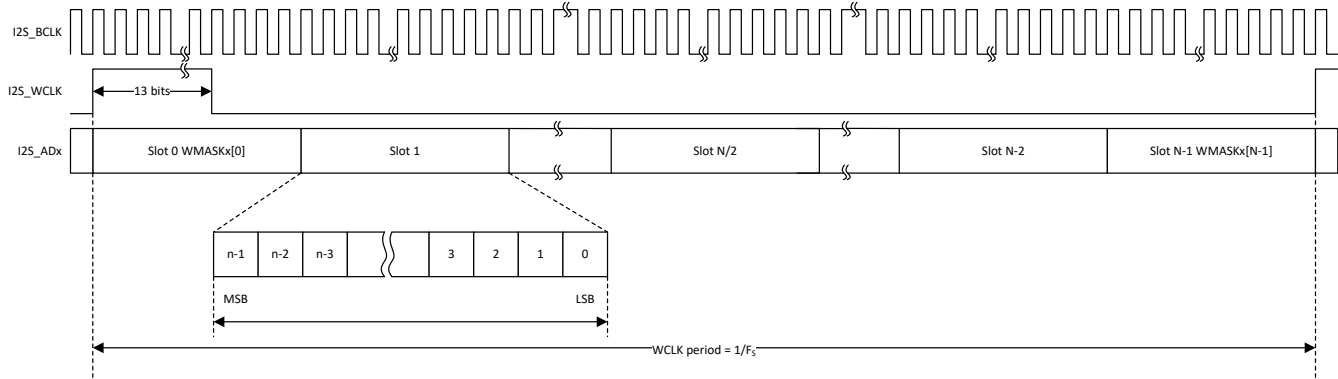 I2S_BCLK
I2S_WCLK
13 bits
I2S_ADx
Slot 0 WMASKx[0]
Slot 1
Slot N/2
Slot N-2
Slot N-1 WMASKx[N-1]
n-1 n-2 n-3 3 2 1 0
MSB LSB
WCLK period = 1/FS